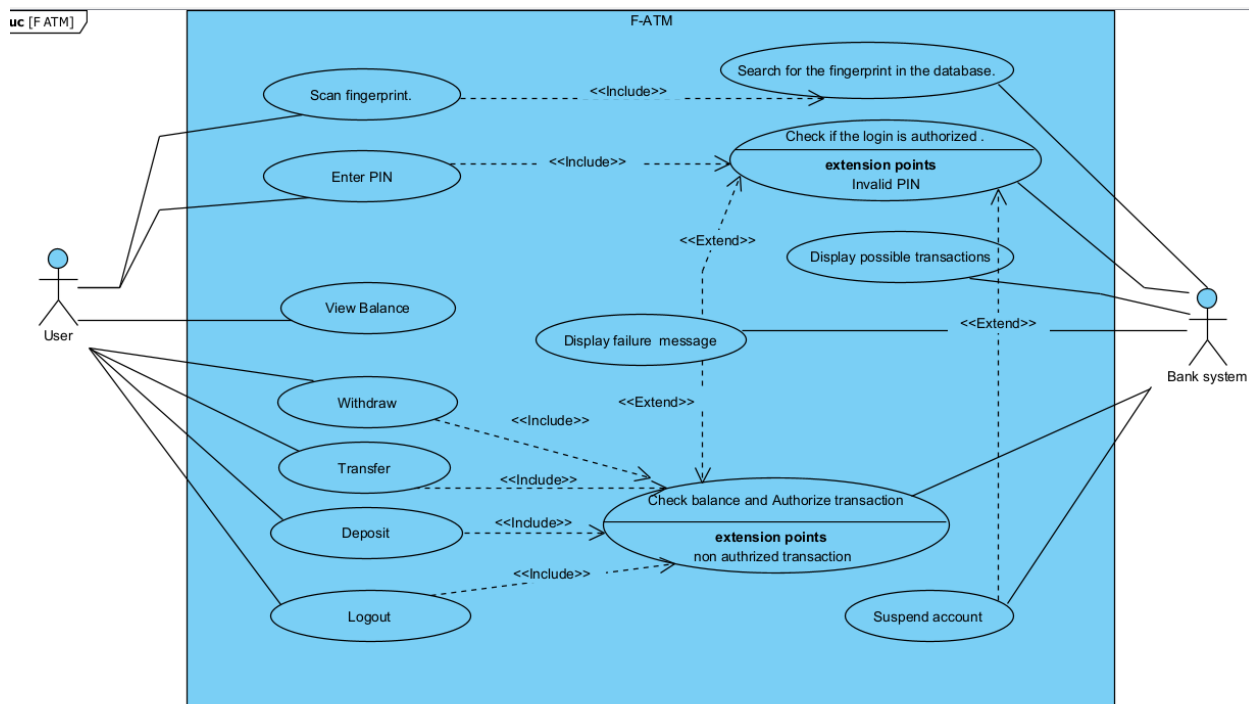 uc [F ATM]
F-ATM
Search for the fingerprint in the database.
Scan fingerprint.
<<Include>>
Check if the login is authorized .
<<Include>>
extension points
Enter PIN
Invalid PIN
<<Extend>>
Display possible transactions
View Balance
<<Extend>>
User
Display failure message
Bank system
Withdraw
<<Extend>>
<<Include>>
Transfer
<<Include>>
Check balance and Authorize transaction
<<Include>>
Deposit
extension points
non authrized transaction
<<Include>>
Logout
Suspend account